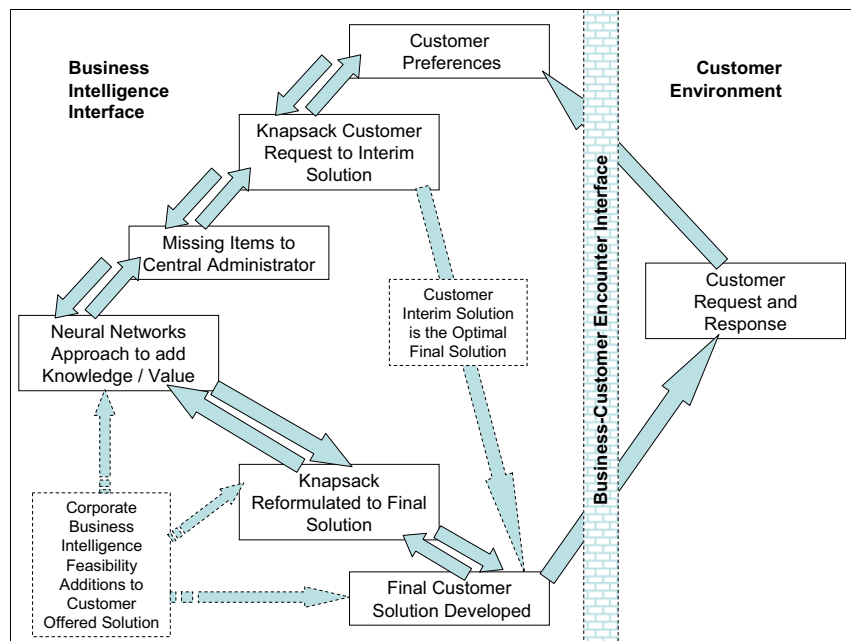 Business
Intelligence
Interface
Customer
Preferences
Customer
Environment
Knapsack Customer
Request to Interim
Solution
Missing Items to
Central Administrator
Customer
Interim Solution
is the Optimal
Final Solution
Business-Customer Encounter Interface
Customer
Request and
Response
Neural Networks
Approach to add
Knowledge / Value
Knapsack
Reformulated to Final
Solution
Corporate
Business
Intelligence
Feasibility
Additions to
Customer
Offered Solution
Final Customer
Solution Developed